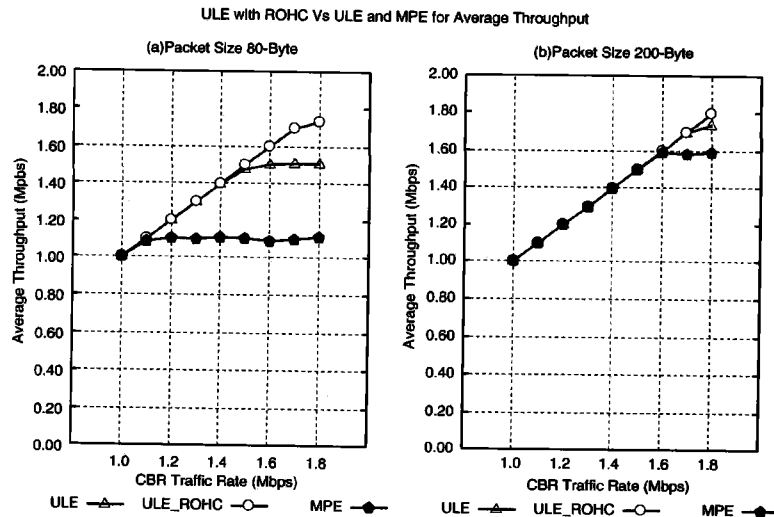 ULE with ROHC Vs ULE and MPE for Average Throughput
(a)Packet Size 80-Byte
2.00
1.80
1.60
1.40
1.20
1.00
0.80
0.60
0.40
0.20
0.00
Average Throughput (Mpbs)
1.0 1.2 1.4 1.6 1.8
CBR Traffic Rate (Mbps)
ULE ULE_ROHC MPE
(b)Packet Size 200-Byte
2.00
1.80
1.60
1.40
1.20
1.00
0.80
0.60
0.40
0.20
0.00
Average Throughput (Mbps)
1.0 1.2 1.4 1.6 1.8
CBR Traffic Rate (Mbps)
ULE ULE_ROHC MPE